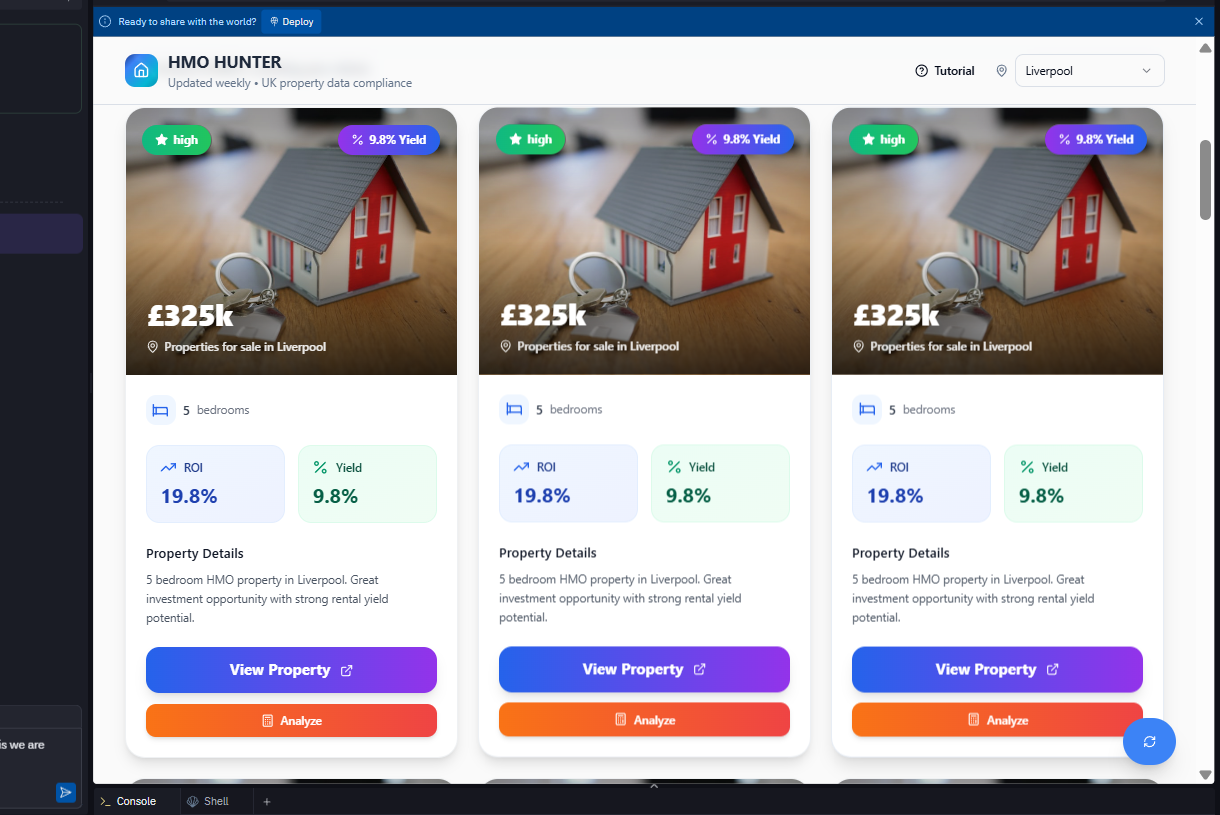 Ready to share with the world? Deploy
HMO HUNTER
Updated weekly • UK property data compliance
Tutorial
Liverpool
high 9.8% Yield
£325k
Properties for sale in Liverpool
5 bedrooms
ROI
19.8%
Yield
9.8%
Property Details
5 bedroom HMO property in Liverpool. Great
investment opportunity with strong rental yield
potential.
View Property
Analyze
high 9.8% Yield
£325k
Properties for sale in Liverpool
5 bedrooms
ROI
19.8%
Yield
9.8%
Property Details
5 bedroom HMO property in Liverpool. Great
investment opportunity with strong rental yield
potential.
View Property
Analyze
high 9.8% Yield
£325k
Properties for sale in Liverpool
5 bedrooms
ROI
19.8%
Yield
9.8%
Property Details
5 bedroom HMO property in Liverpool. Great
investment opportunity with strong rental yield
potential.
View Property
Analyze
is we are
Console Shell